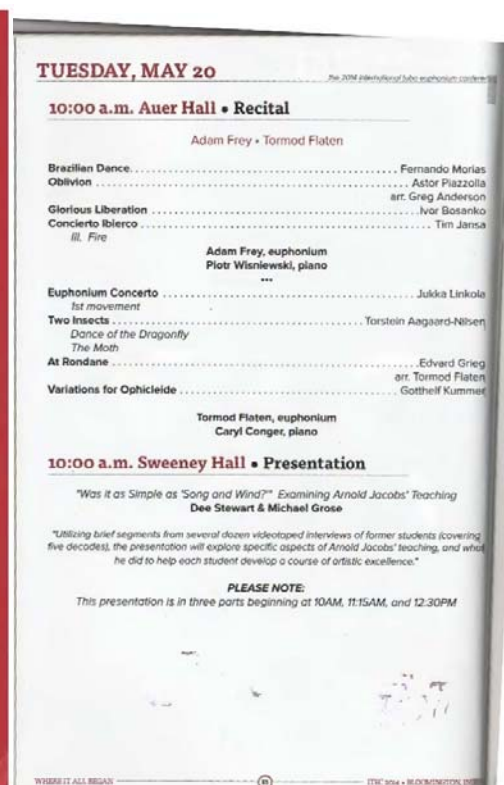 TUESDAY, MAY 20
the 2014 international tuba euphonium
10:00 a.m. Auer Hall • Recital
Adam Frey • Tormod Flaten
Brazilian Dance Fernando Morias
Oblivion Astor Piazzolla
arr. Greg Anderson
Glorious Liberation Ivor Bosanko
Concierto Ibierco Tim Jansa
III. Fire
Adam Frey, euphonium
Piotr Wisniewski, piano
•••
Euphonium Concerto Jukka Linkola
1st movement
Two Insects Torstein Aagaard-Nilsen
Dance of the Dragonfly
The Moth
At Rondane Edvard Grieg
arr. Tormod Flaten
Variations for Ophicleide Gotthelf Kummer
Tormod Flaten, euphonium
Caryl Conger, piano
10:00 a.m. Sweeney Hall • Presentation
"Was it as Simple as 'Song and Wind?'" Examining Arnold Jacobs' Teaching
Dee Stewart & Michael Grose
"Utilizing brief segments from several dozen videotaped interviews of former students (covering
five decades), the presentation will explore specific aspects of Arnold Jacobs' teaching, and what
he did to help each student develop a course of artistic excellence."
PLEASE NOTE:
This presentation is in three parts beginning at 10AM, 11:15AM, and 12:30PM
WHERE IT ALL BEGAN
ITEC 2014 • BLOOMINGTON,